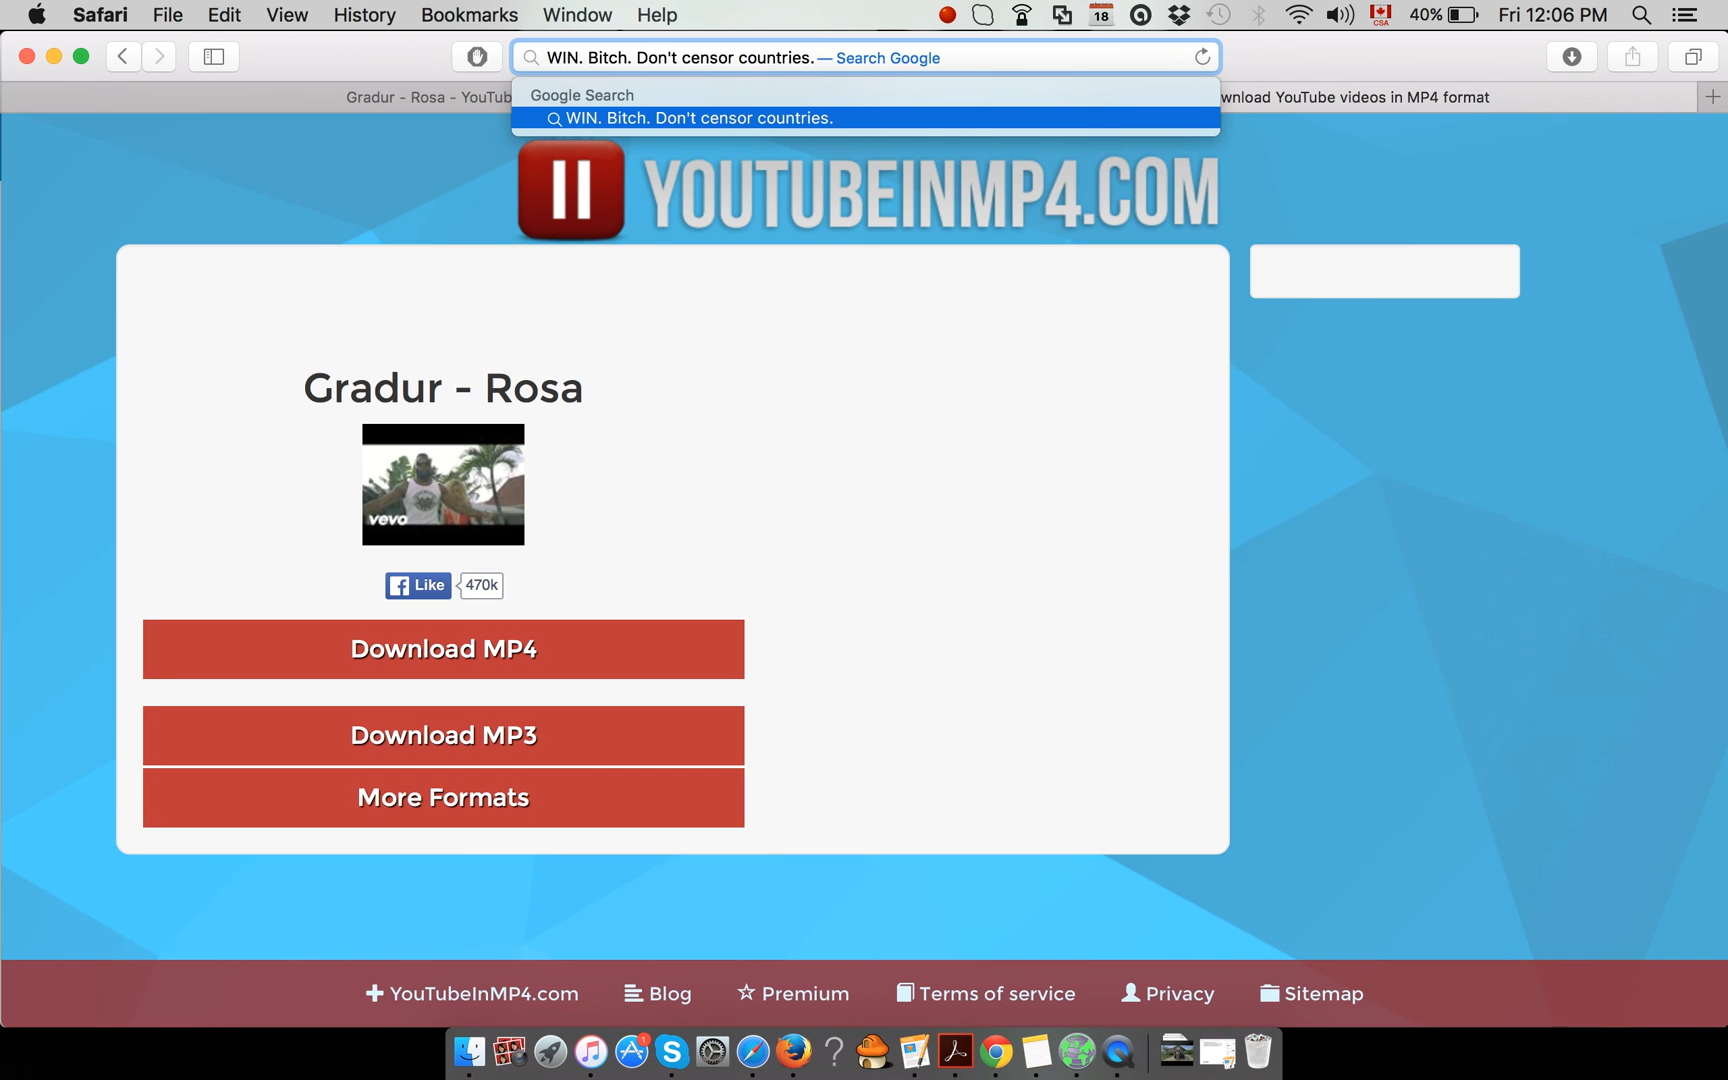 Safari File Edit View History Bookmarks Window Help 18 CSA 40% Fri 12:06 PM
WIN. Bitch. Don't censor countries. — Search Google
Gradur - Rosa - YouTub
wnload YouTube videos in MP4 format
Google Search
WIN. Bitch. Don't censor countries.
YOUTUBEINMP4.COM
Gradur - Rosa
vevo
Like 470k
Download MP4
Download MP3
More Formats
YouTubeInMP4.com Blog Premium Terms of service Privacy Sitemap
1